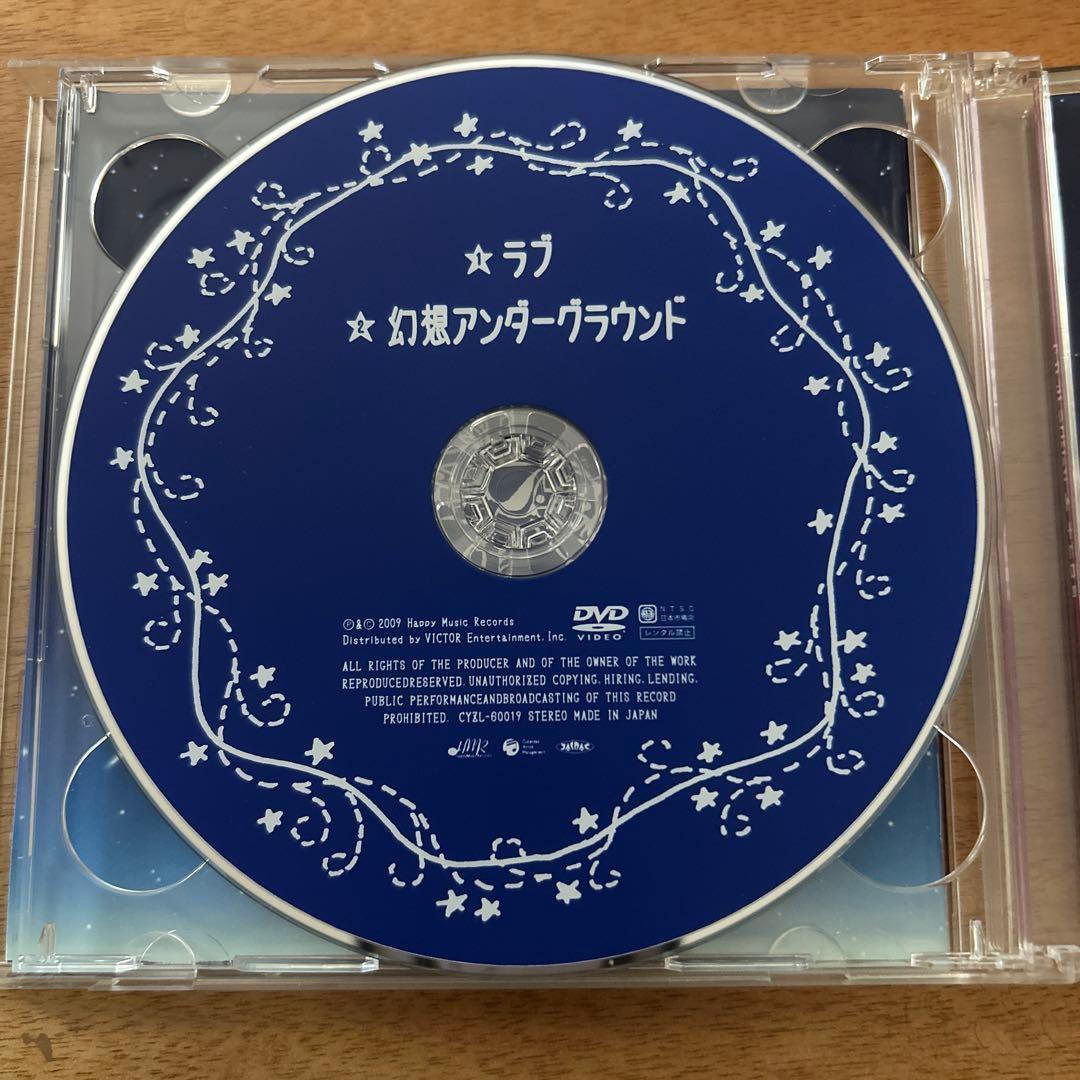 1 ラブ
2 幻想アンダーグラウンド
Ⓟ&Ⓒ 2009 Happy Music Records
Distributed by VICTOR Entertainment, Inc.
DVD
VIDEO
NTSC
日本市場向
レンタル禁止
ALL RIGHTS OF THE PRODUCER AND OF THE OWNER OF THE WORK
REPRODUCEDRESERVED. UNAUTHORIZED COPYING. HIRING. LENDING.
PUBLIC PERFORMANCEANDBROADCASTING OF THIS RECORD
PROHIBITED. CYZL-60019 STEREO MADE IN JAPAN
HMR
JASRAC